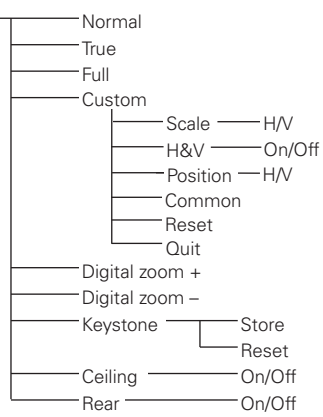 Normal
True
Full
Custom
Scale H/V
H&V On/Off
Position H/V
Common
Reset
Quit
Digital zoom +
Digital zoom –
Keystone Store
Reset
Ceiling On/Off
Rear On/Off